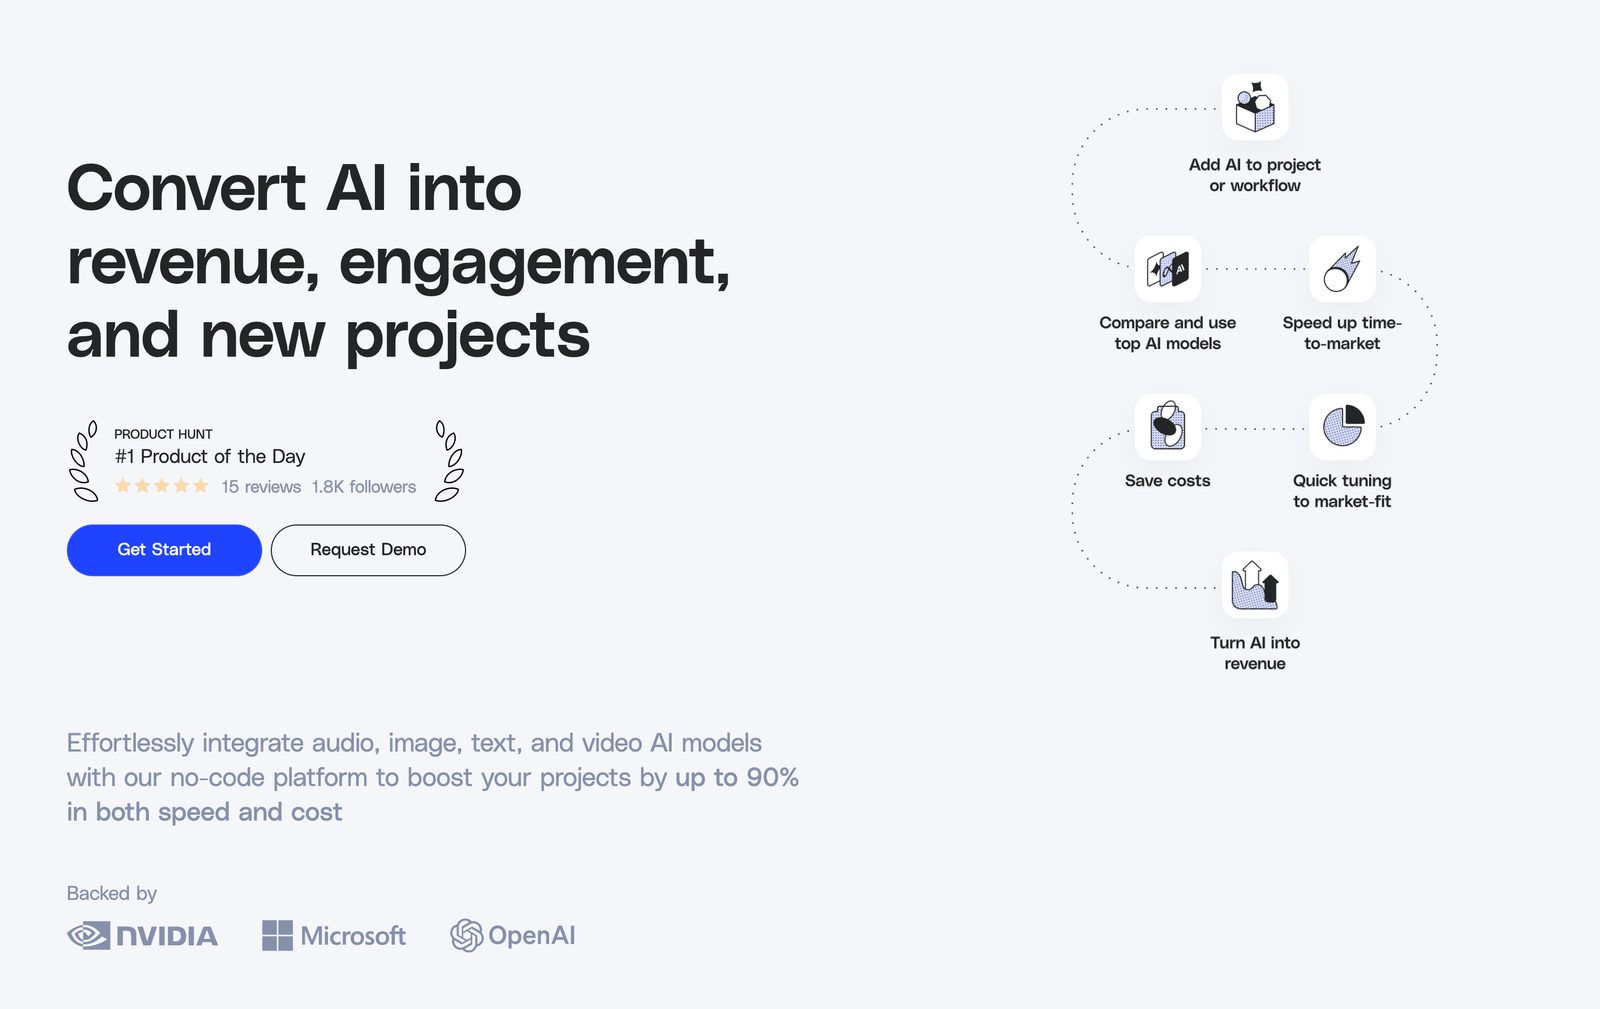 Convert AI into
revenue, engagement,
and new projects
PRODUCT HUNT
#1 Product of the Day
15 reviews 1.8K followers
Get Started
Request Demo
Add AI to project
or workflow
Compare and use
top AI models
Speed up time-
to-market
Save costs
Quick tuning
to market-fit
Turn AI into
revenue
Effortlessly integrate audio, image, text, and video AI models
with our no-code platform to boost your projects by up to 90%
in both speed and cost
Backed by
NVIDIA
Microsoft
OpenAI
AI